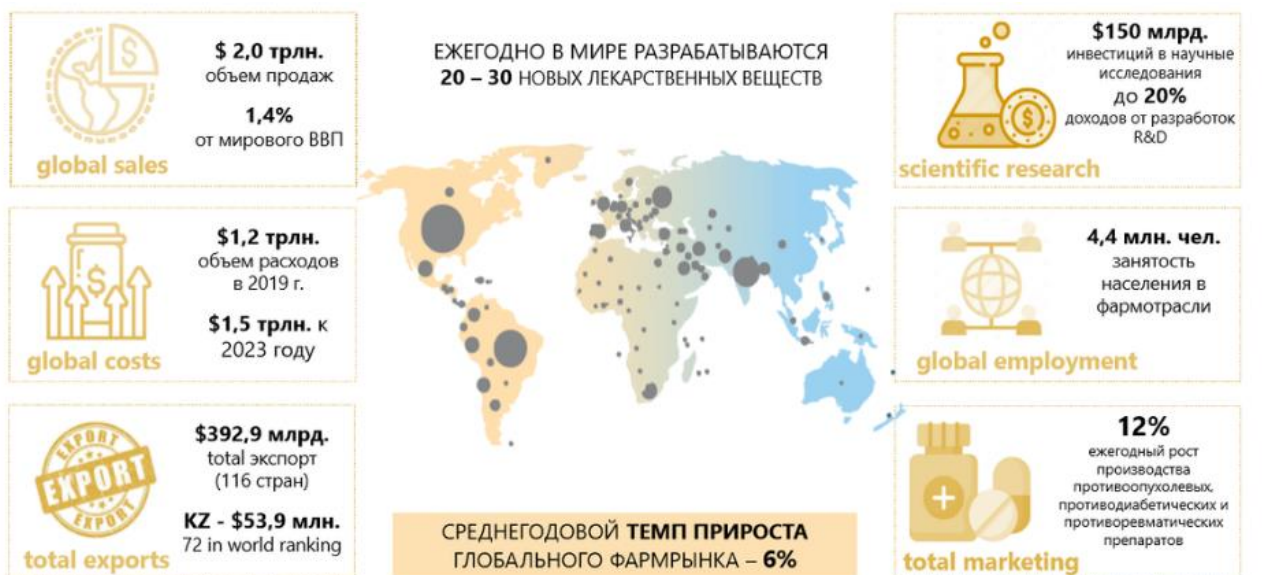 $ 2,0 трлн.
объем продаж
1,4%
от мирового ВВП
global sales
$1,2 трлн.
объем расходов
в 2019 г.
$1,5 трлн. к
2023 году
global costs
EXPORT
EXPORT
EXPORT
$392,9 млрд.
total экспорт
(116 стран)
KZ - $53,9 млн.
72 in world ranking
total exports
ЕЖЕГОДНО В МИРЕ РАЗРАБАТЫВАЮТСЯ
20 – 30 НОВЫХ ЛЕКАРСТВЕННЫХ ВЕЩЕСТВ
СРЕДНЕГОДОВОЙ ТЕМП ПРИРОСТА
ГЛОБАЛЬНОГО ФАРМРЫНКА – 6%
$150 млрд.
инвестиций в научные
исследования
до 20%
доходов от разработок
R&D
scientific research
4,4 млн. чел.
занятость
населения в
фармотрасли
global employment
12%
ежегодный рост
производства
противоопухолевых,
противодиабетических и
противоревматических
препаратов
total marketing